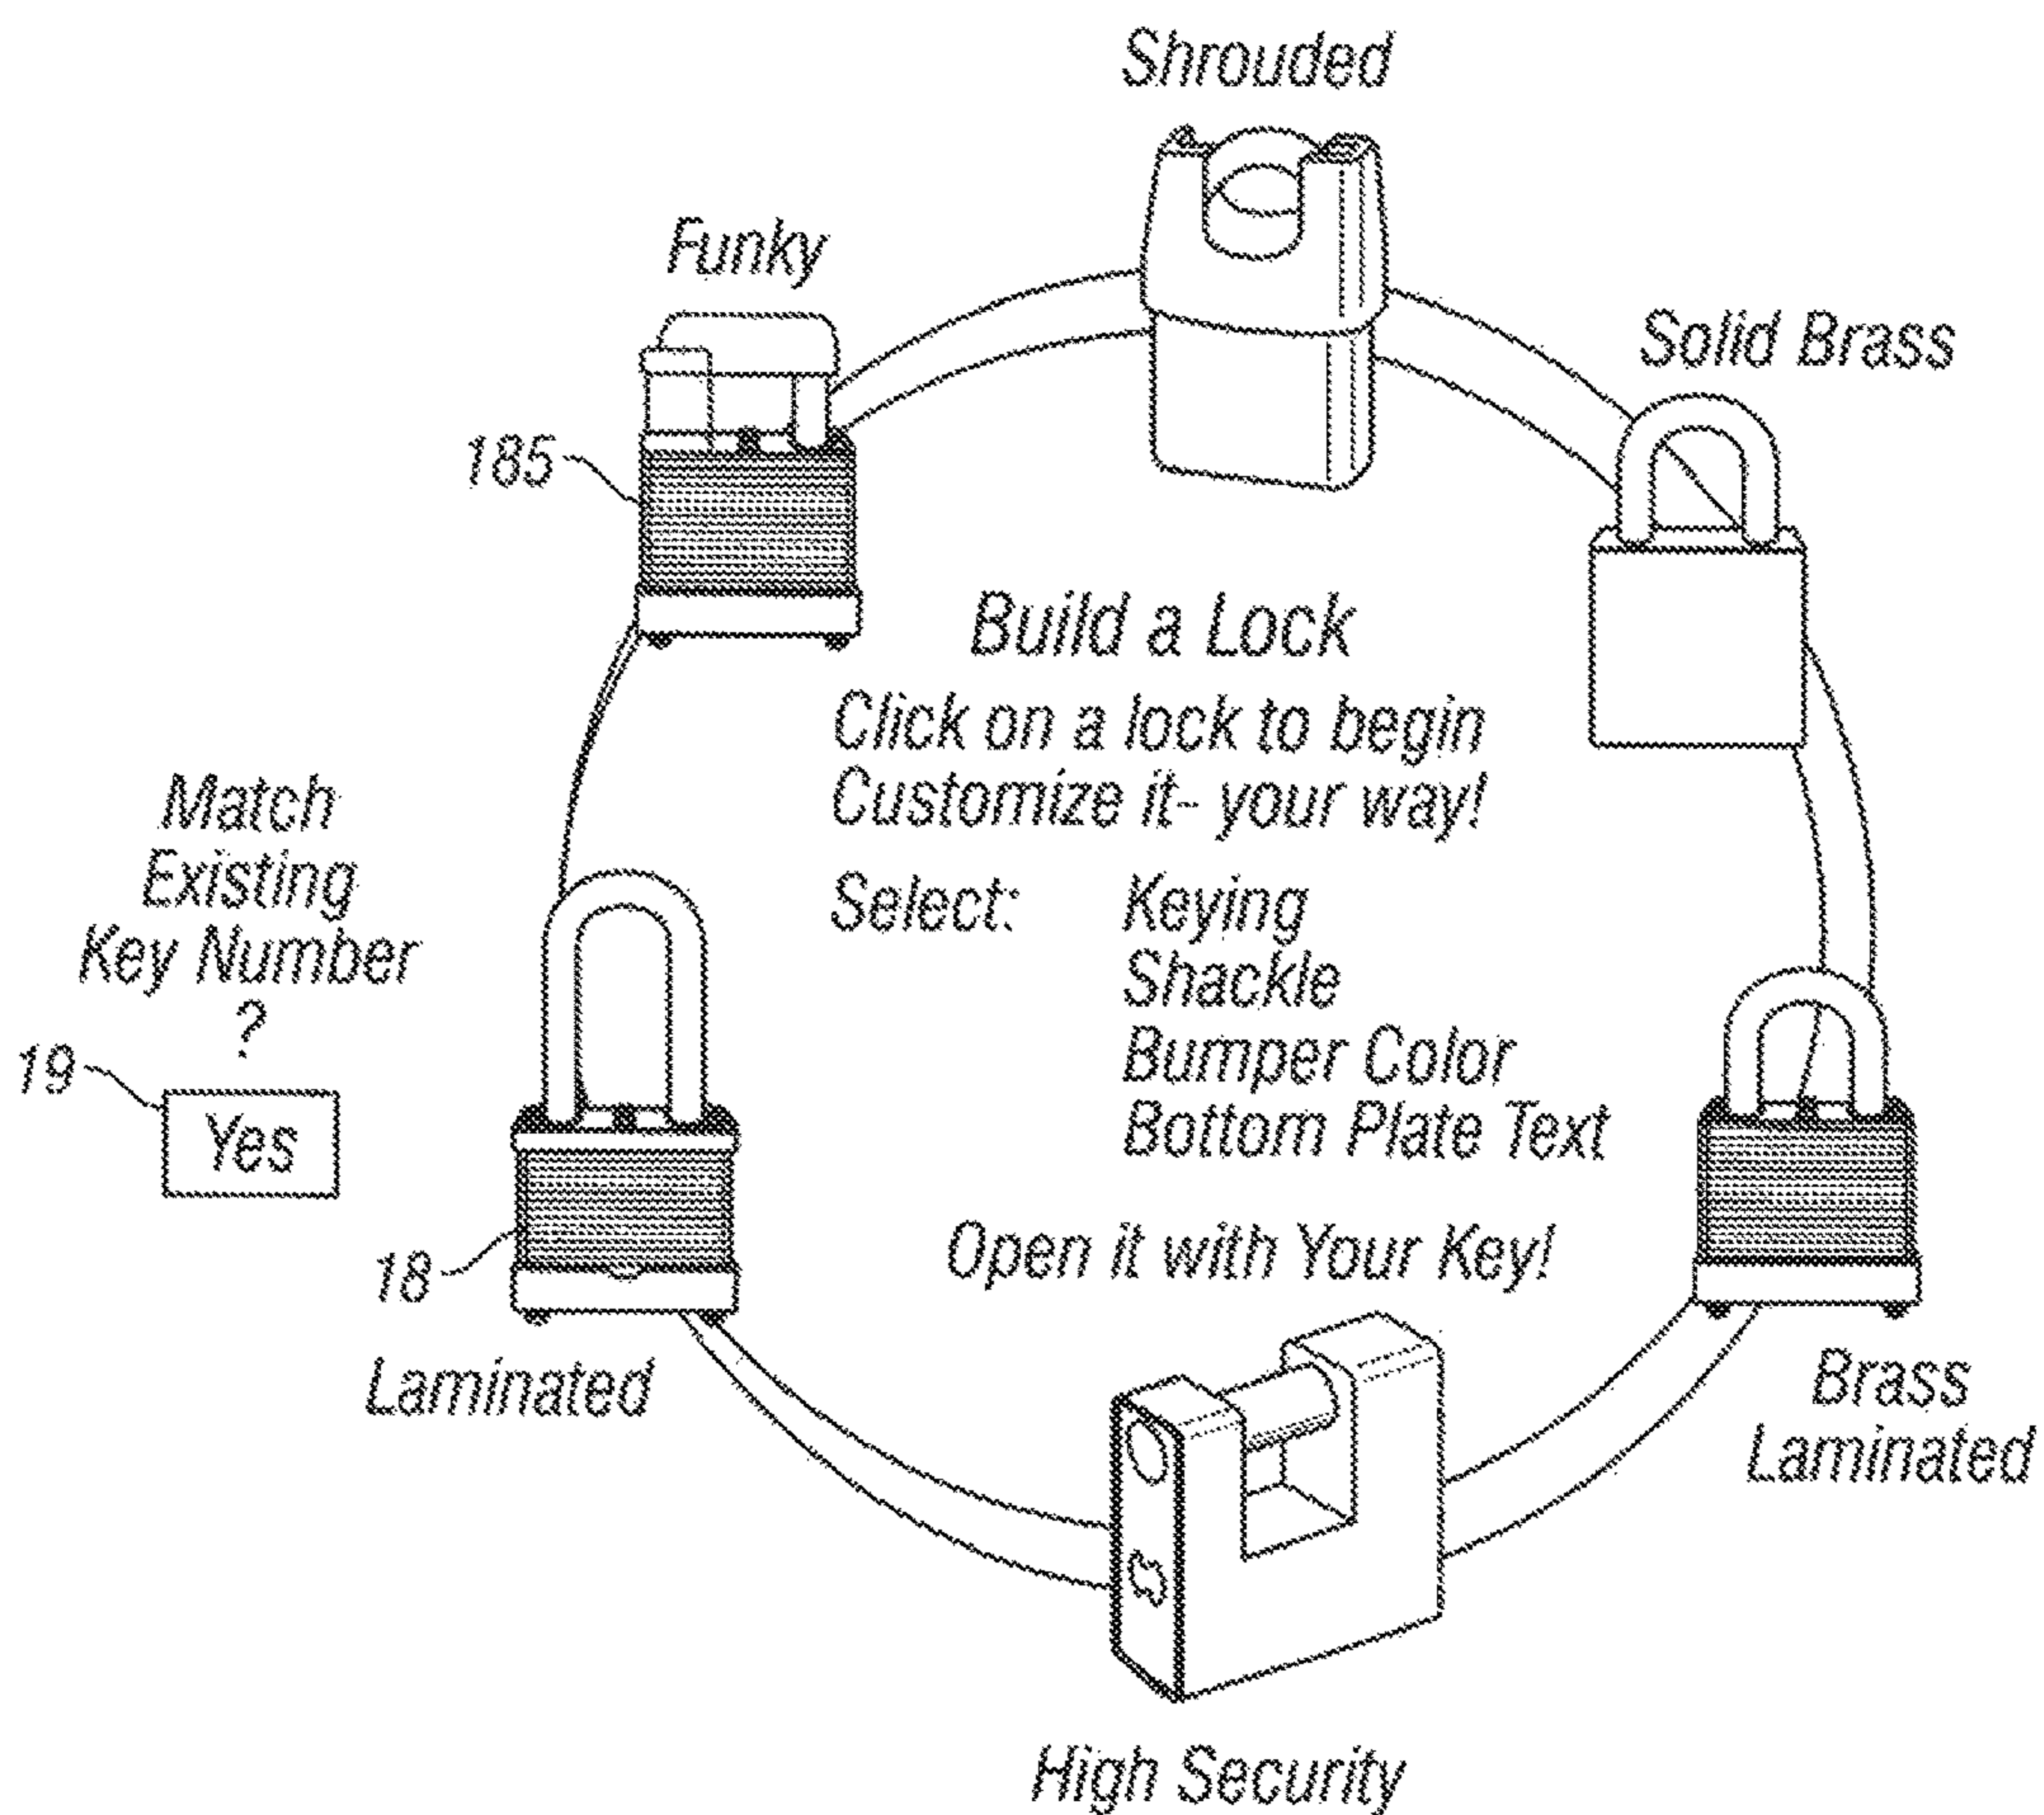 Shrouded
Funky
Solid Brass
185
Build a Lock
Click on a lock to begin
Customize it- your way!
Match
Existing
Key Number
?
19
Yes
Select: Keying
Shackle
Bumper Color
Bottom Plate Text
18
Open it with Your Key!
Laminated
Brass
Laminated
High Security